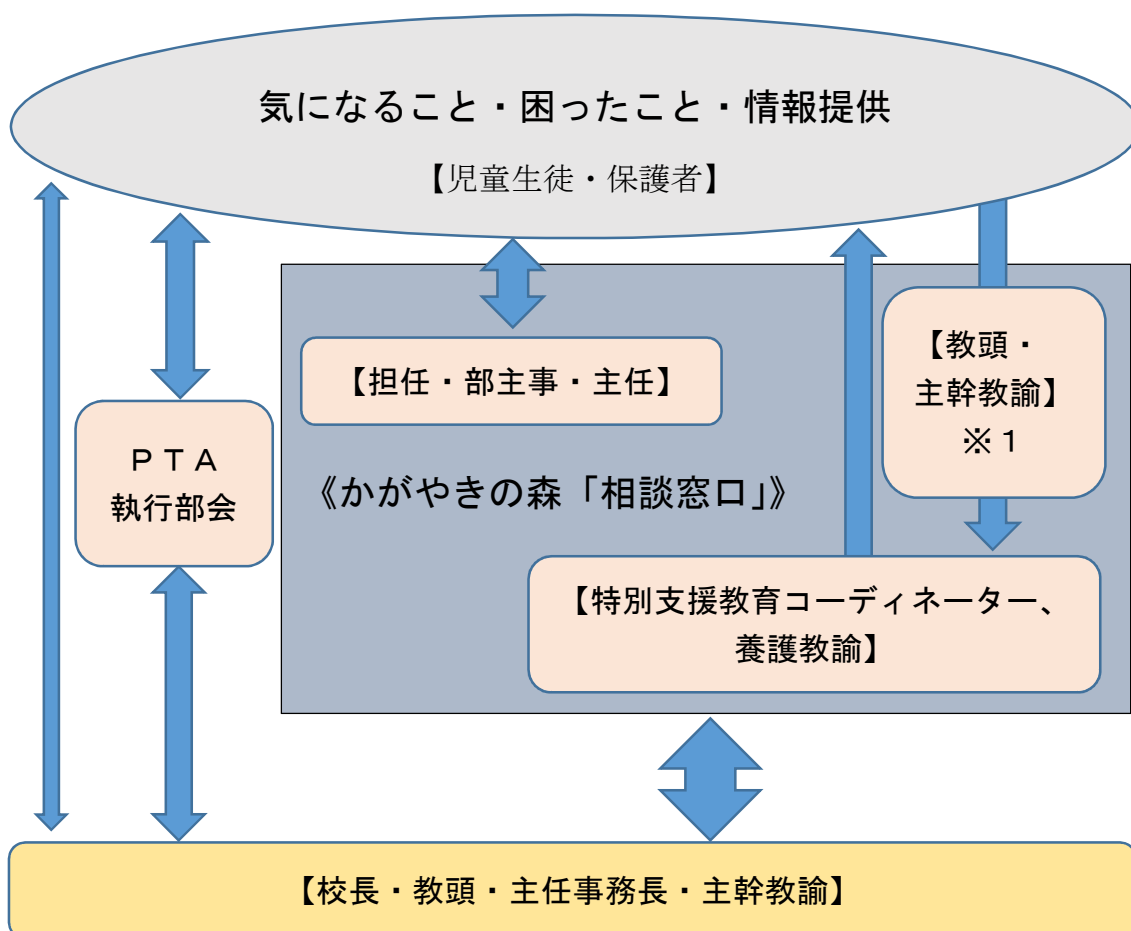 気になること・困ったこと・情報提供
【児童生徒・保護者】
【担任・部主事・主任】
【教頭・
主幹教諭】
※１
ＰＴＡ
執行部会
《かがやきの森「相談窓口」》
【特別支援教育コーディネーター、
養護教諭】
【校長・教頭・主任事務長・主幹教諭】